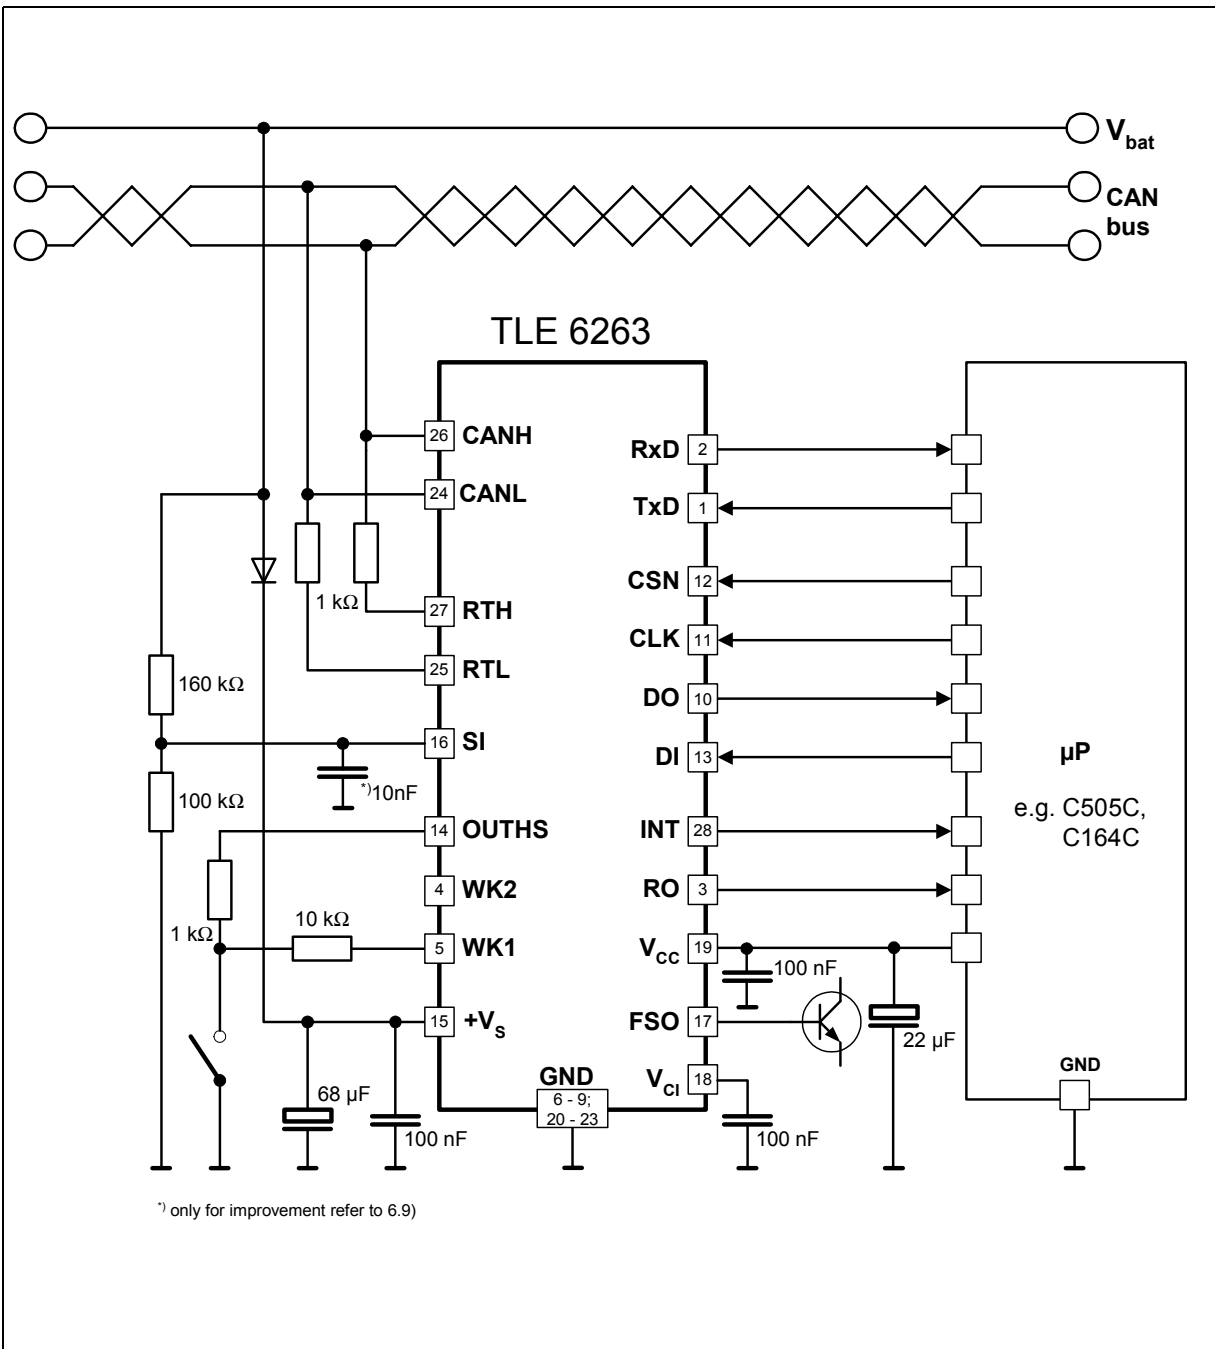 V_bat
CAN
bus
TLE 6263
26 CANH
24 CANL
1 kΩ
27 RTH
25 RTL
160 kΩ
16 SI
*)10nF
100 kΩ
14 OUTHS
4 WK2
1 kΩ
10 kΩ
5 WK1
15 +V_S
68 µF
100 nF
GND
6 - 9;
20 - 23
RxD 2
TxD 1
CSN 12
CLK 11
DO 10
DI 13
INT 28
RO 3
V_CC 19
100 nF
FSO 17
22 µF
V_CI 18
100 nF
µP
e.g. C505C,
C164C
GND
*) only for improvement refer to 6.9)